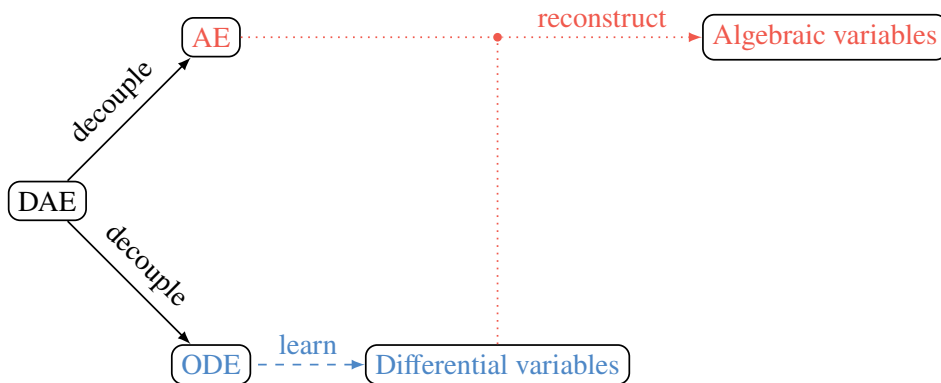 AE
reconstruct
Algebraic variables
decouple
DAE
decouple
ODE
learn
Differential variables